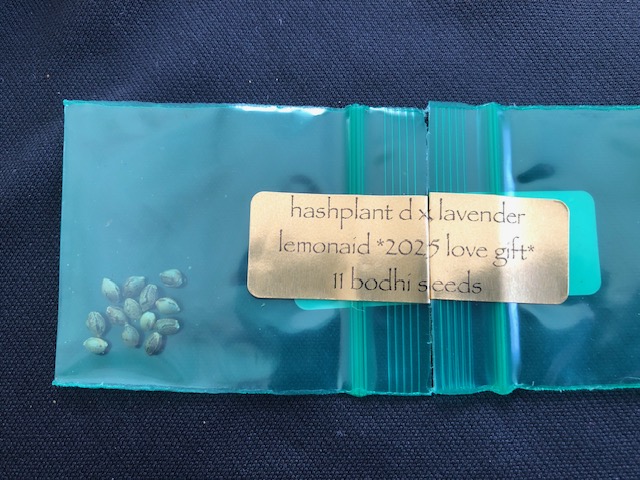 hashplant d x lavender
lemonaid *2025 love gift*
11 bodhi seeds